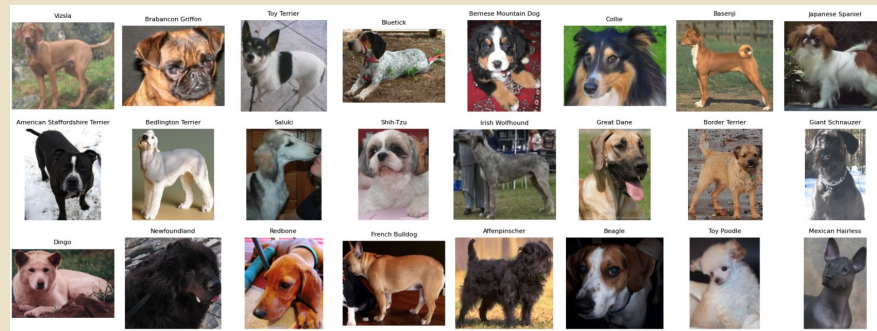 Vizsla
Brabancon Griffon
Toy Terrier
Bluetick
Bernese Mountain Dog
Collie
Basenji
Japanese Spaniel
American Staffordshire Terrier
Bedlington Terrier
Saluki
Shih-Tzu
Irish Wolfhound
Great Dane
Border Terrier
Giant Schnauzer
Dingo
Newfoundland
Redbone
French Bulldog
Affenpinscher
Beagle
Toy Poodle
Mexican Hairless